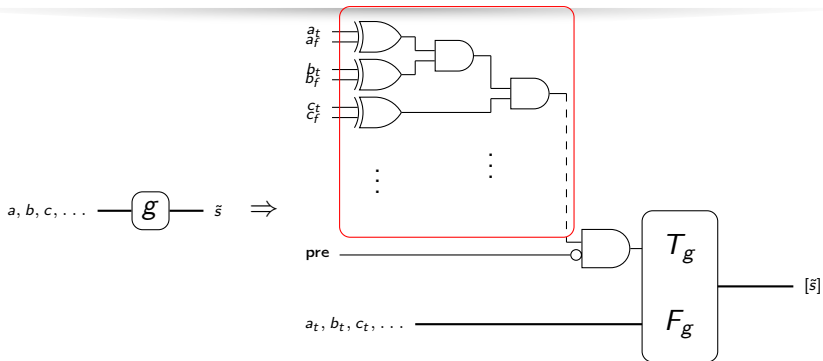 a_t
a_f
b_t
b_f
c_t
c_f
⋮ ⋮
a, b, c, ... g s̃ ⇒
pre
T_g
[s̃]
a_t, b_t, c_t, ... F_g